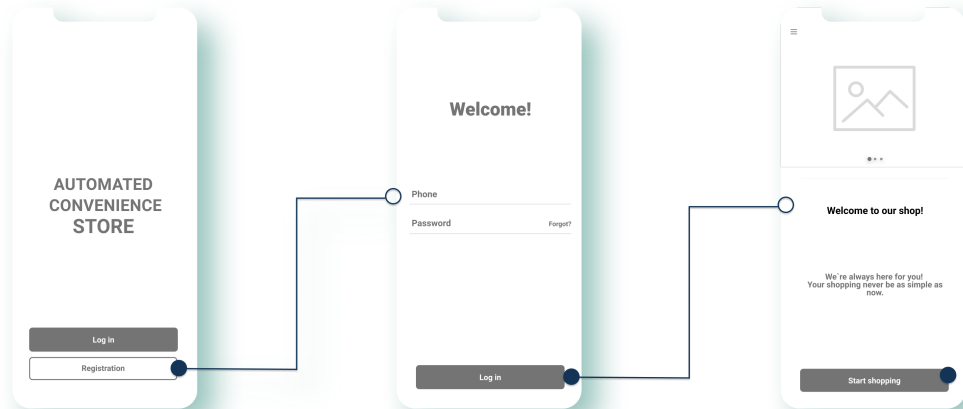 AUTOMATED
CONVENIENCE
STORE
Log in
Registration
Welcome!
Phone
Password Forgot?
Log in
Welcome to our shop!
We`re always here for you!
Your shopping never be as simple as
now.
Start shopping